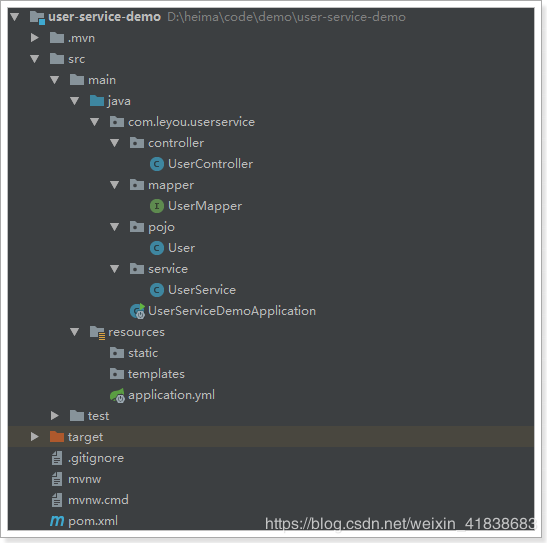 user-service-demo D:\heima\code\demo\user-service-demo
.mvn
src
main
java
com.leyou.userservice
controller
C UserController
mapper
I UserMapper
pojo
C User
service
C UserService
UserServiceDemoApplication
resources
static
templates
application.yml
test
target
.gitignore
mvnw
mvnw.cmd
m pom.xml
https://blog.csdn.net/weixin_41838683